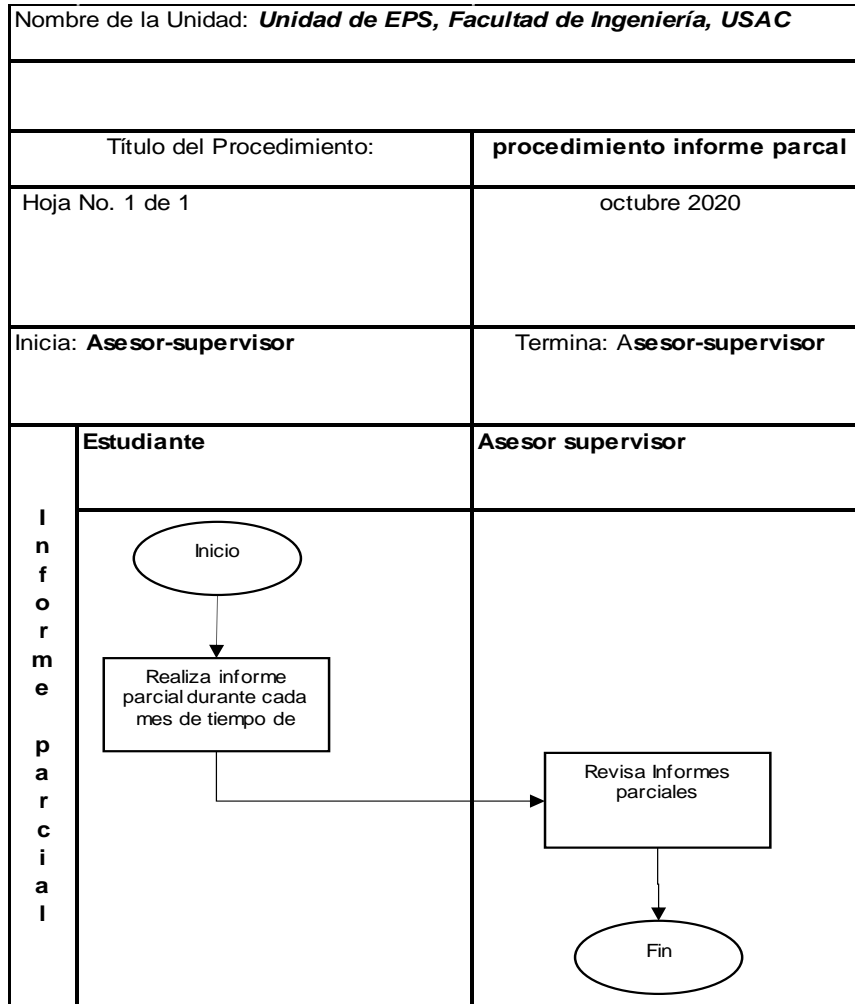 Nombre de la Unidad: Unidad de EPS, Facultad de Ingeniería, USAC
Título del Procedimiento:
procedimiento informe parcal
Hoja No. 1 de 1
octubre 2020
Inicia: Asesor-supervisor
Termina: Asesor-supervisor
Estudiante
Asesor supervisor
Informe parcial
Inicio
Realiza informe
parcial durante cada
mes de tiempo de
Revisa Informes
parciales
Fin